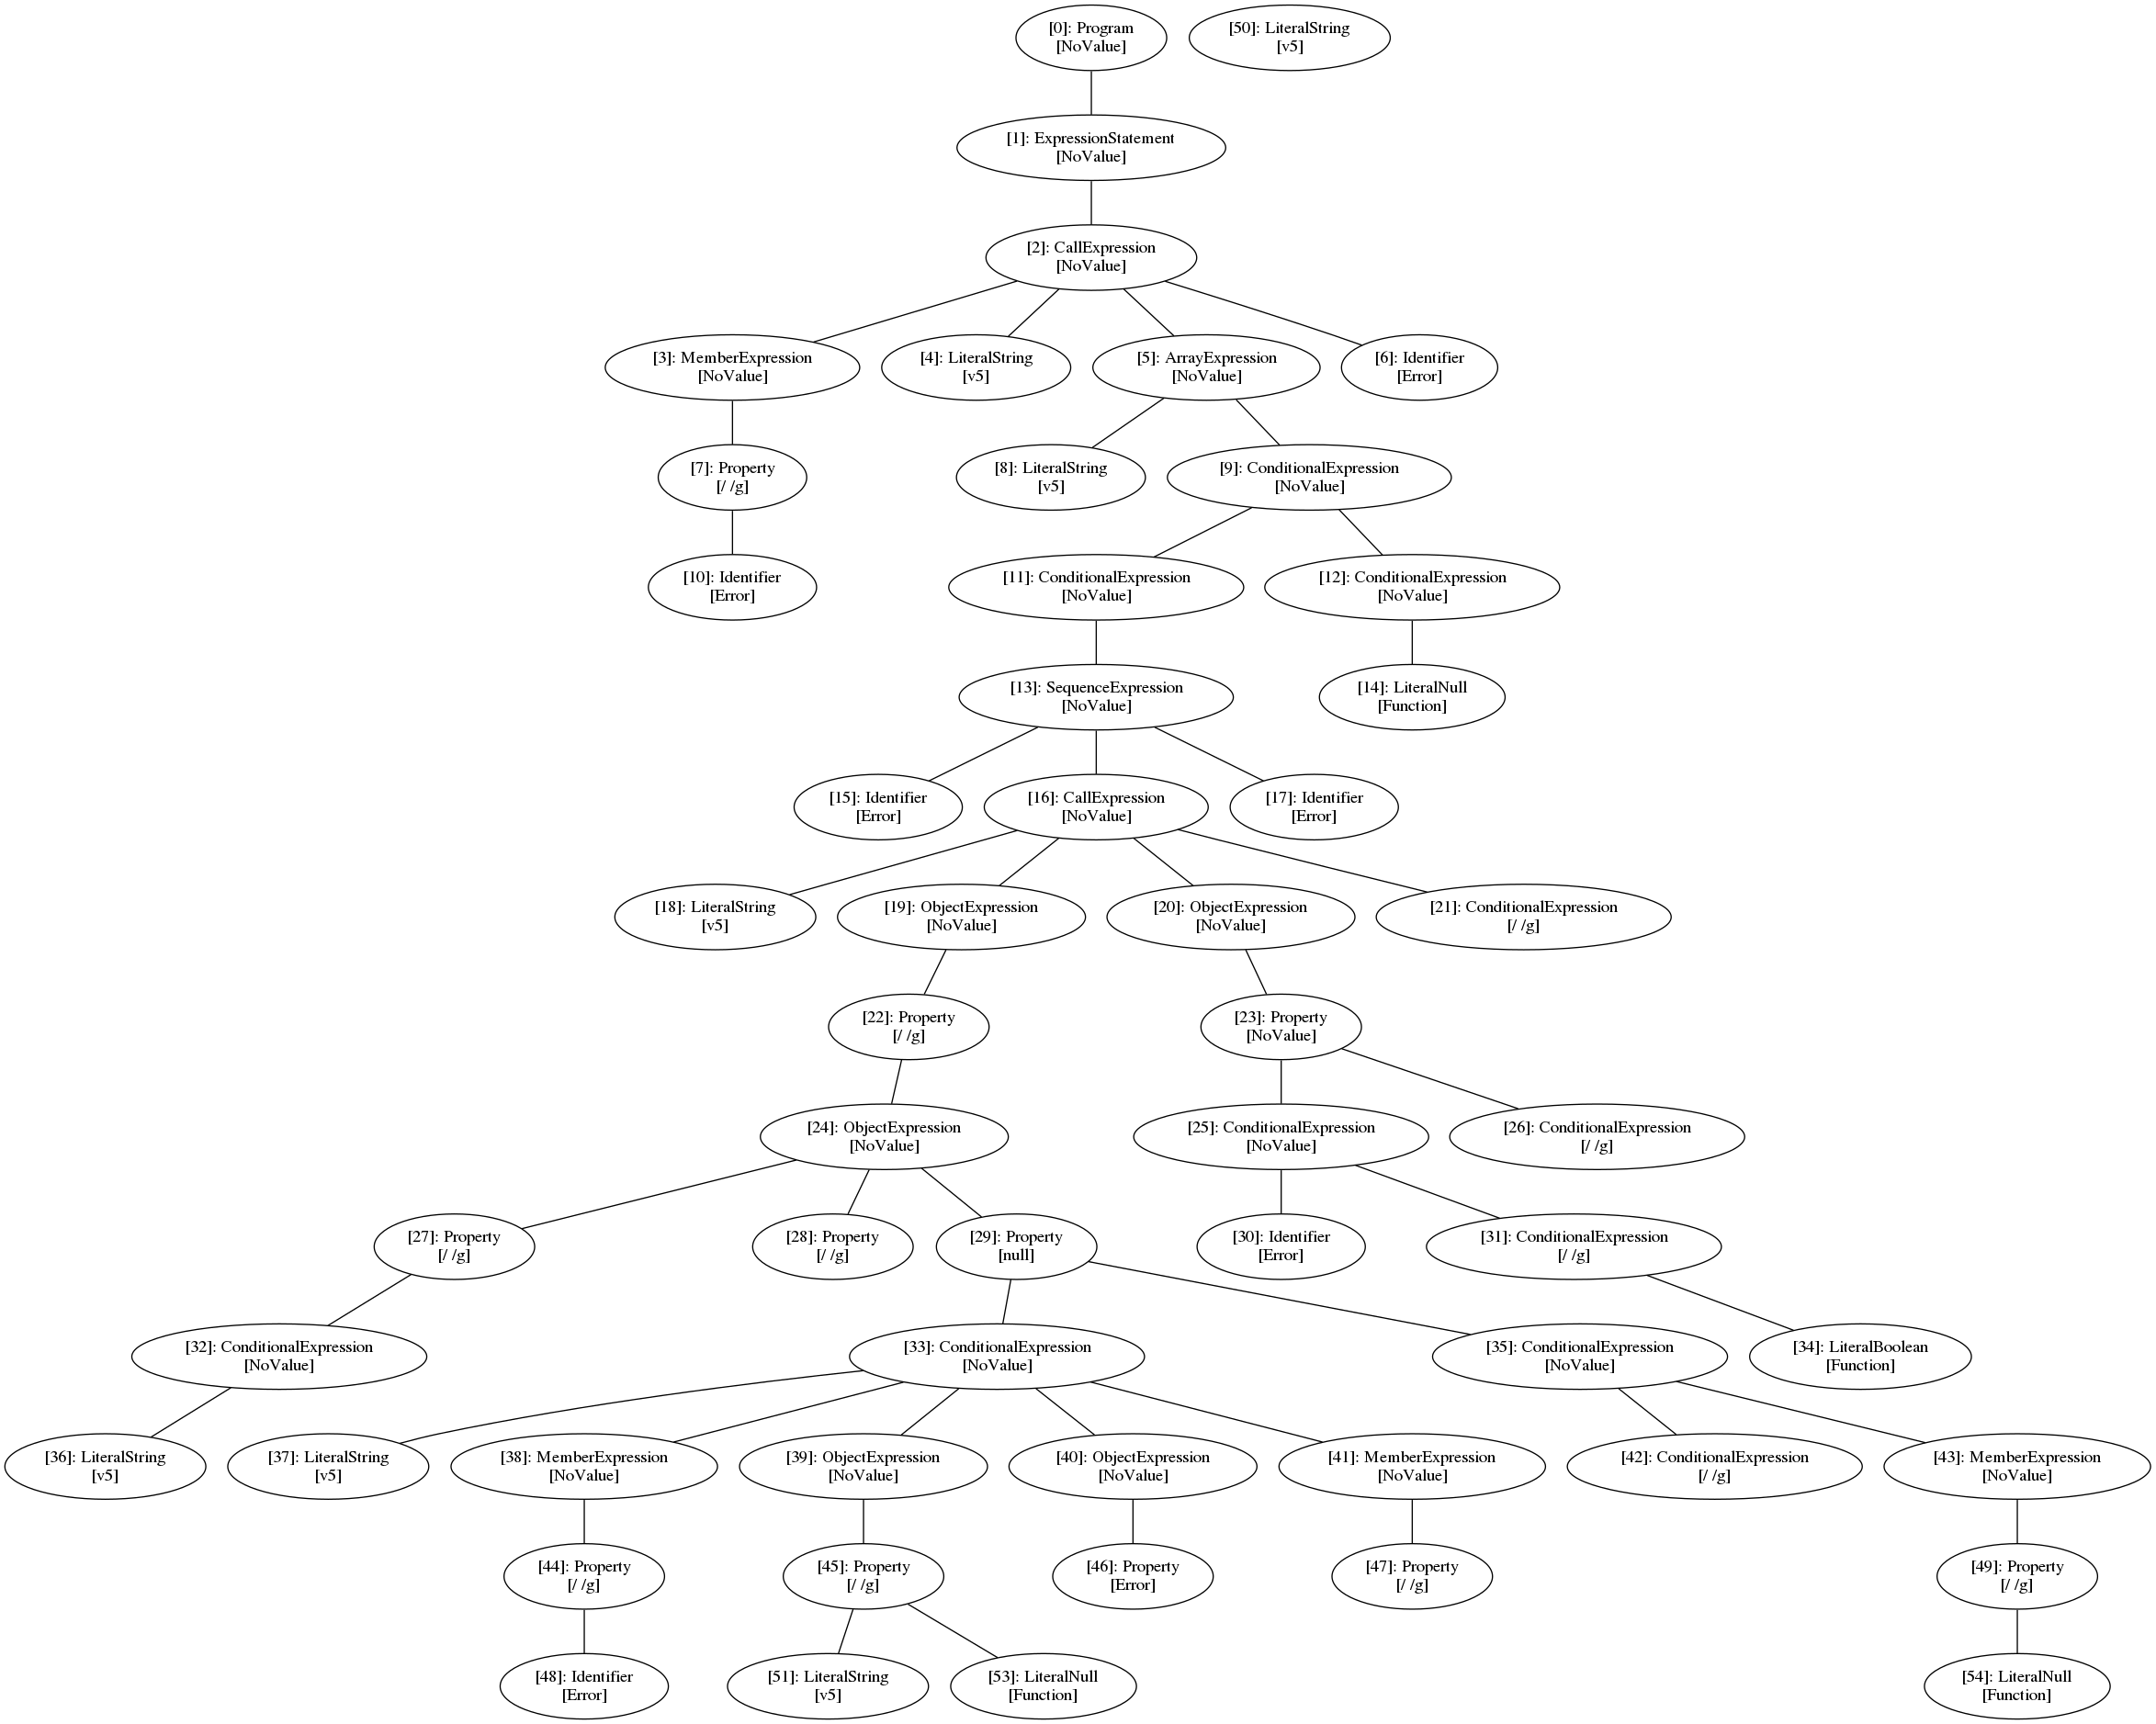 [0]: Program
[NoValue]
[50]: LiteralString
[v5]
[1]: ExpressionStatement
[NoValue]
[2]: CallExpression
[NoValue]
[3]: MemberExpression
[NoValue]
[4]: LiteralString
[v5]
[5]: ArrayExpression
[NoValue]
[6]: Identifier
[Error]
[7]: Property
[/ /g]
[8]: LiteralString
[v5]
[9]: ConditionalExpression
[NoValue]
[10]: Identifier
[Error]
[11]: ConditionalExpression
[NoValue]
[12]: ConditionalExpression
[NoValue]
[13]: SequenceExpression
[NoValue]
[14]: LiteralNull
[Function]
[15]: Identifier
[Error]
[16]: CallExpression
[NoValue]
[17]: Identifier
[Error]
[18]: LiteralString
[v5]
[19]: ObjectExpression
[NoValue]
[20]: ObjectExpression
[NoValue]
[21]: ConditionalExpression
[/ /g]
[22]: Property
[/ /g]
[23]: Property
[NoValue]
[24]: ObjectExpression
[NoValue]
[25]: ConditionalExpression
[NoValue]
[26]: ConditionalExpression
[/ /g]
[27]: Property
[/ /g]
[28]: Property
[/ /g]
[29]: Property
[null]
[30]: Identifier
[Error]
[31]: ConditionalExpression
[/ /g]
[32]: ConditionalExpression
[NoValue]
[33]: ConditionalExpression
[NoValue]
[35]: ConditionalExpression
[NoValue]
[34]: LiteralBoolean
[Function]
[36]: LiteralString
[v5]
[37]: LiteralString
[v5]
[38]: MemberExpression
[NoValue]
[39]: ObjectExpression
[NoValue]
[40]: ObjectExpression
[NoValue]
[41]: MemberExpression
[NoValue]
[42]: ConditionalExpression
[/ /g]
[43]: MemberExpression
[NoValue]
[44]: Property
[/ /g]
[45]: Property
[/ /g]
[46]: Property
[Error]
[47]: Property
[/ /g]
[49]: Property
[/ /g]
[48]: Identifier
[Error]
[51]: LiteralString
[v5]
[53]: LiteralNull
[Function]
[54]: LiteralNull
[Function]